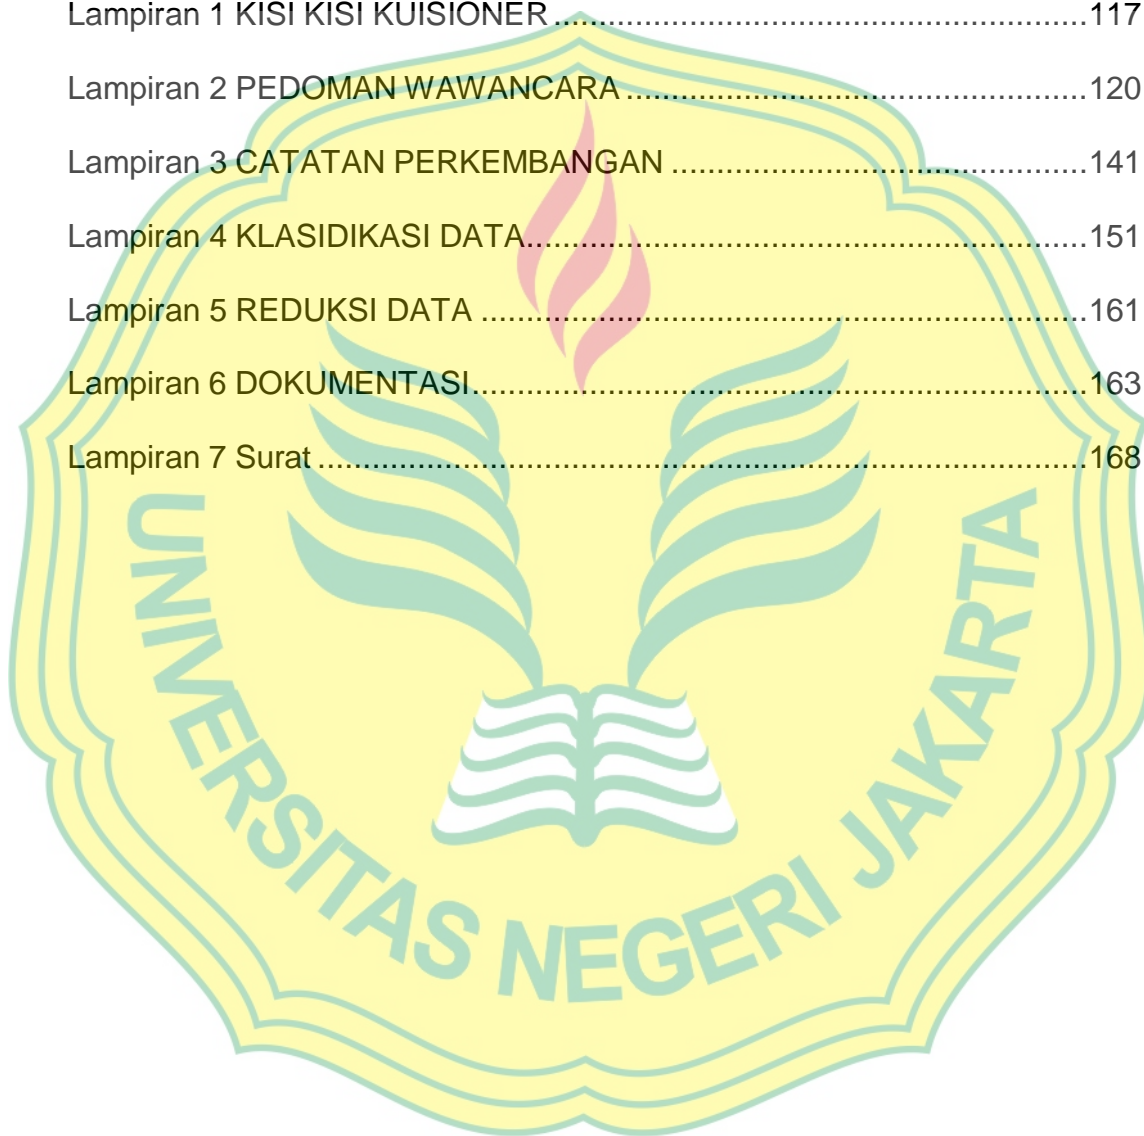 Lampiran 1 KISI KISI KUISIONER ............................................................ 117
Lampiran 2 PEDOMAN WAWANCARA .................................................... 120
Lampiran 3 CATATAN PERKEMBANGAN ............................................... 141
Lampiran 4 KLASIDIKASI DATA............................................................... 151
Lampiran 5 REDUKSI DATA .................................................................... 161
Lampiran 6 DOKUMENTASI..................................................................... 163
Lampiran 7 Surat ...................................................................................... 168
UNIVERSITAS NEGERI JAKARTA